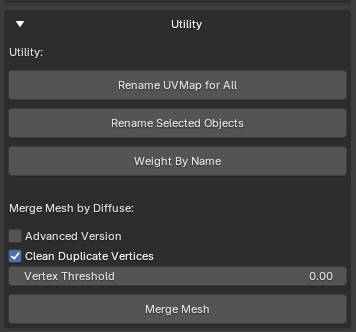 Utility
Utility:
Rename UVMap for All
Rename Selected Objects
Weight By Name
Merge Mesh by Diffuse:
Advanced Version
Clean Duplicate Vertices
Vertex Threshold 0.00
Merge Mesh